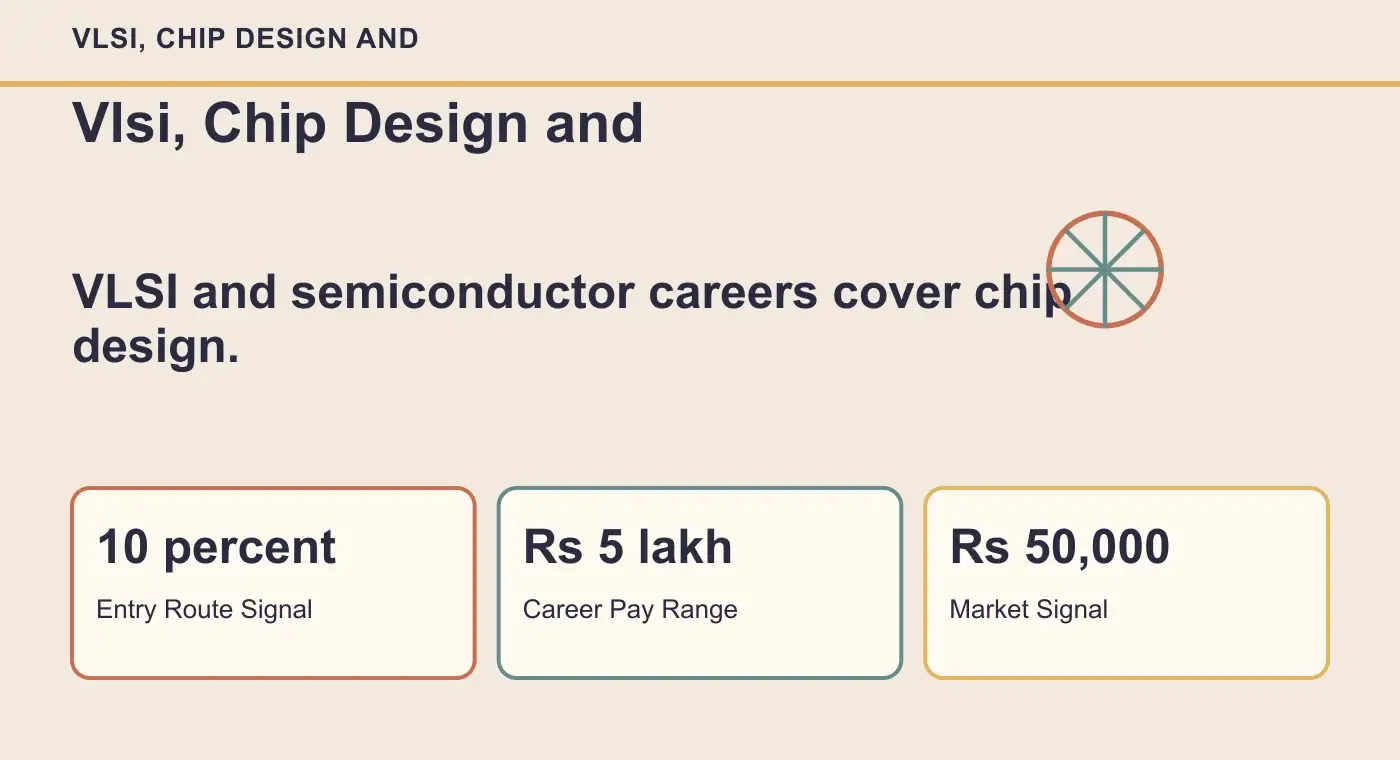 VLSI, CHIP DESIGN AND
Vlsi, Chip Design and
VLSI and semiconductor careers cover chip
design.
10 percent
Entry Route Signal
Rs 5 lakh
Career Pay Range
Rs 50,000
Market Signal